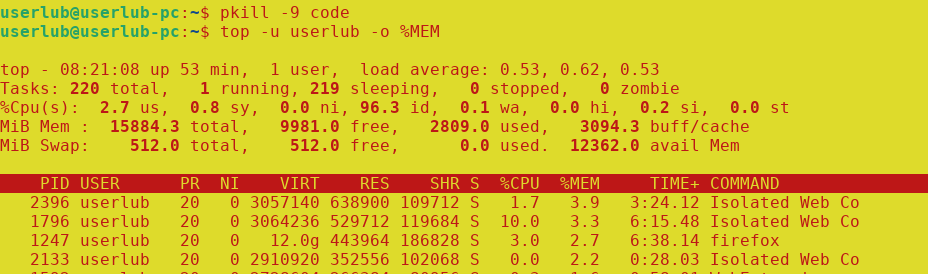 userlub@userlub-pc:~$ pkill -9 code
userlub@userlub-pc:~$ top -u userlub -o %MEM
top - 08:21:08 up 53 min,  1 user,  load average: 0.53, 0.62, 0.53
Tasks: 220 total,   1 running, 219 sleeping,   0 stopped,   0 zombie
%Cpu(s):  2.7 us,  0.8 sy,  0.0 ni, 96.3 id,  0.1 wa,  0.0 hi,  0.2 si,  0.0 st
MiB Mem :  15884.3 total,   9981.0 free,   2809.0 used,   3094.3 buff/cache
MiB Swap:    512.0 total,    512.0 free,      0.0 used.  12362.0 avail Mem
PID USER      PR  NI    VIRT    RES    SHR S  %CPU  %MEM     TIME+ COMMAND
2396 userlub   20   0 3057140 638900 109712 S   1.7   3.9   3:24.12 Isolated Web Co
1796 userlub   20   0 3064236 529712 119684 S  10.0   3.3   6:15.48 Isolated Web Co
1247 userlub   20   0   12.0g 443964 186828 S   3.0   2.7   6:38.14 firefox
2133 userlub   20   0 2910920 352556 102068 S   0.0   2.2   0:28.03 Isolated Web Co